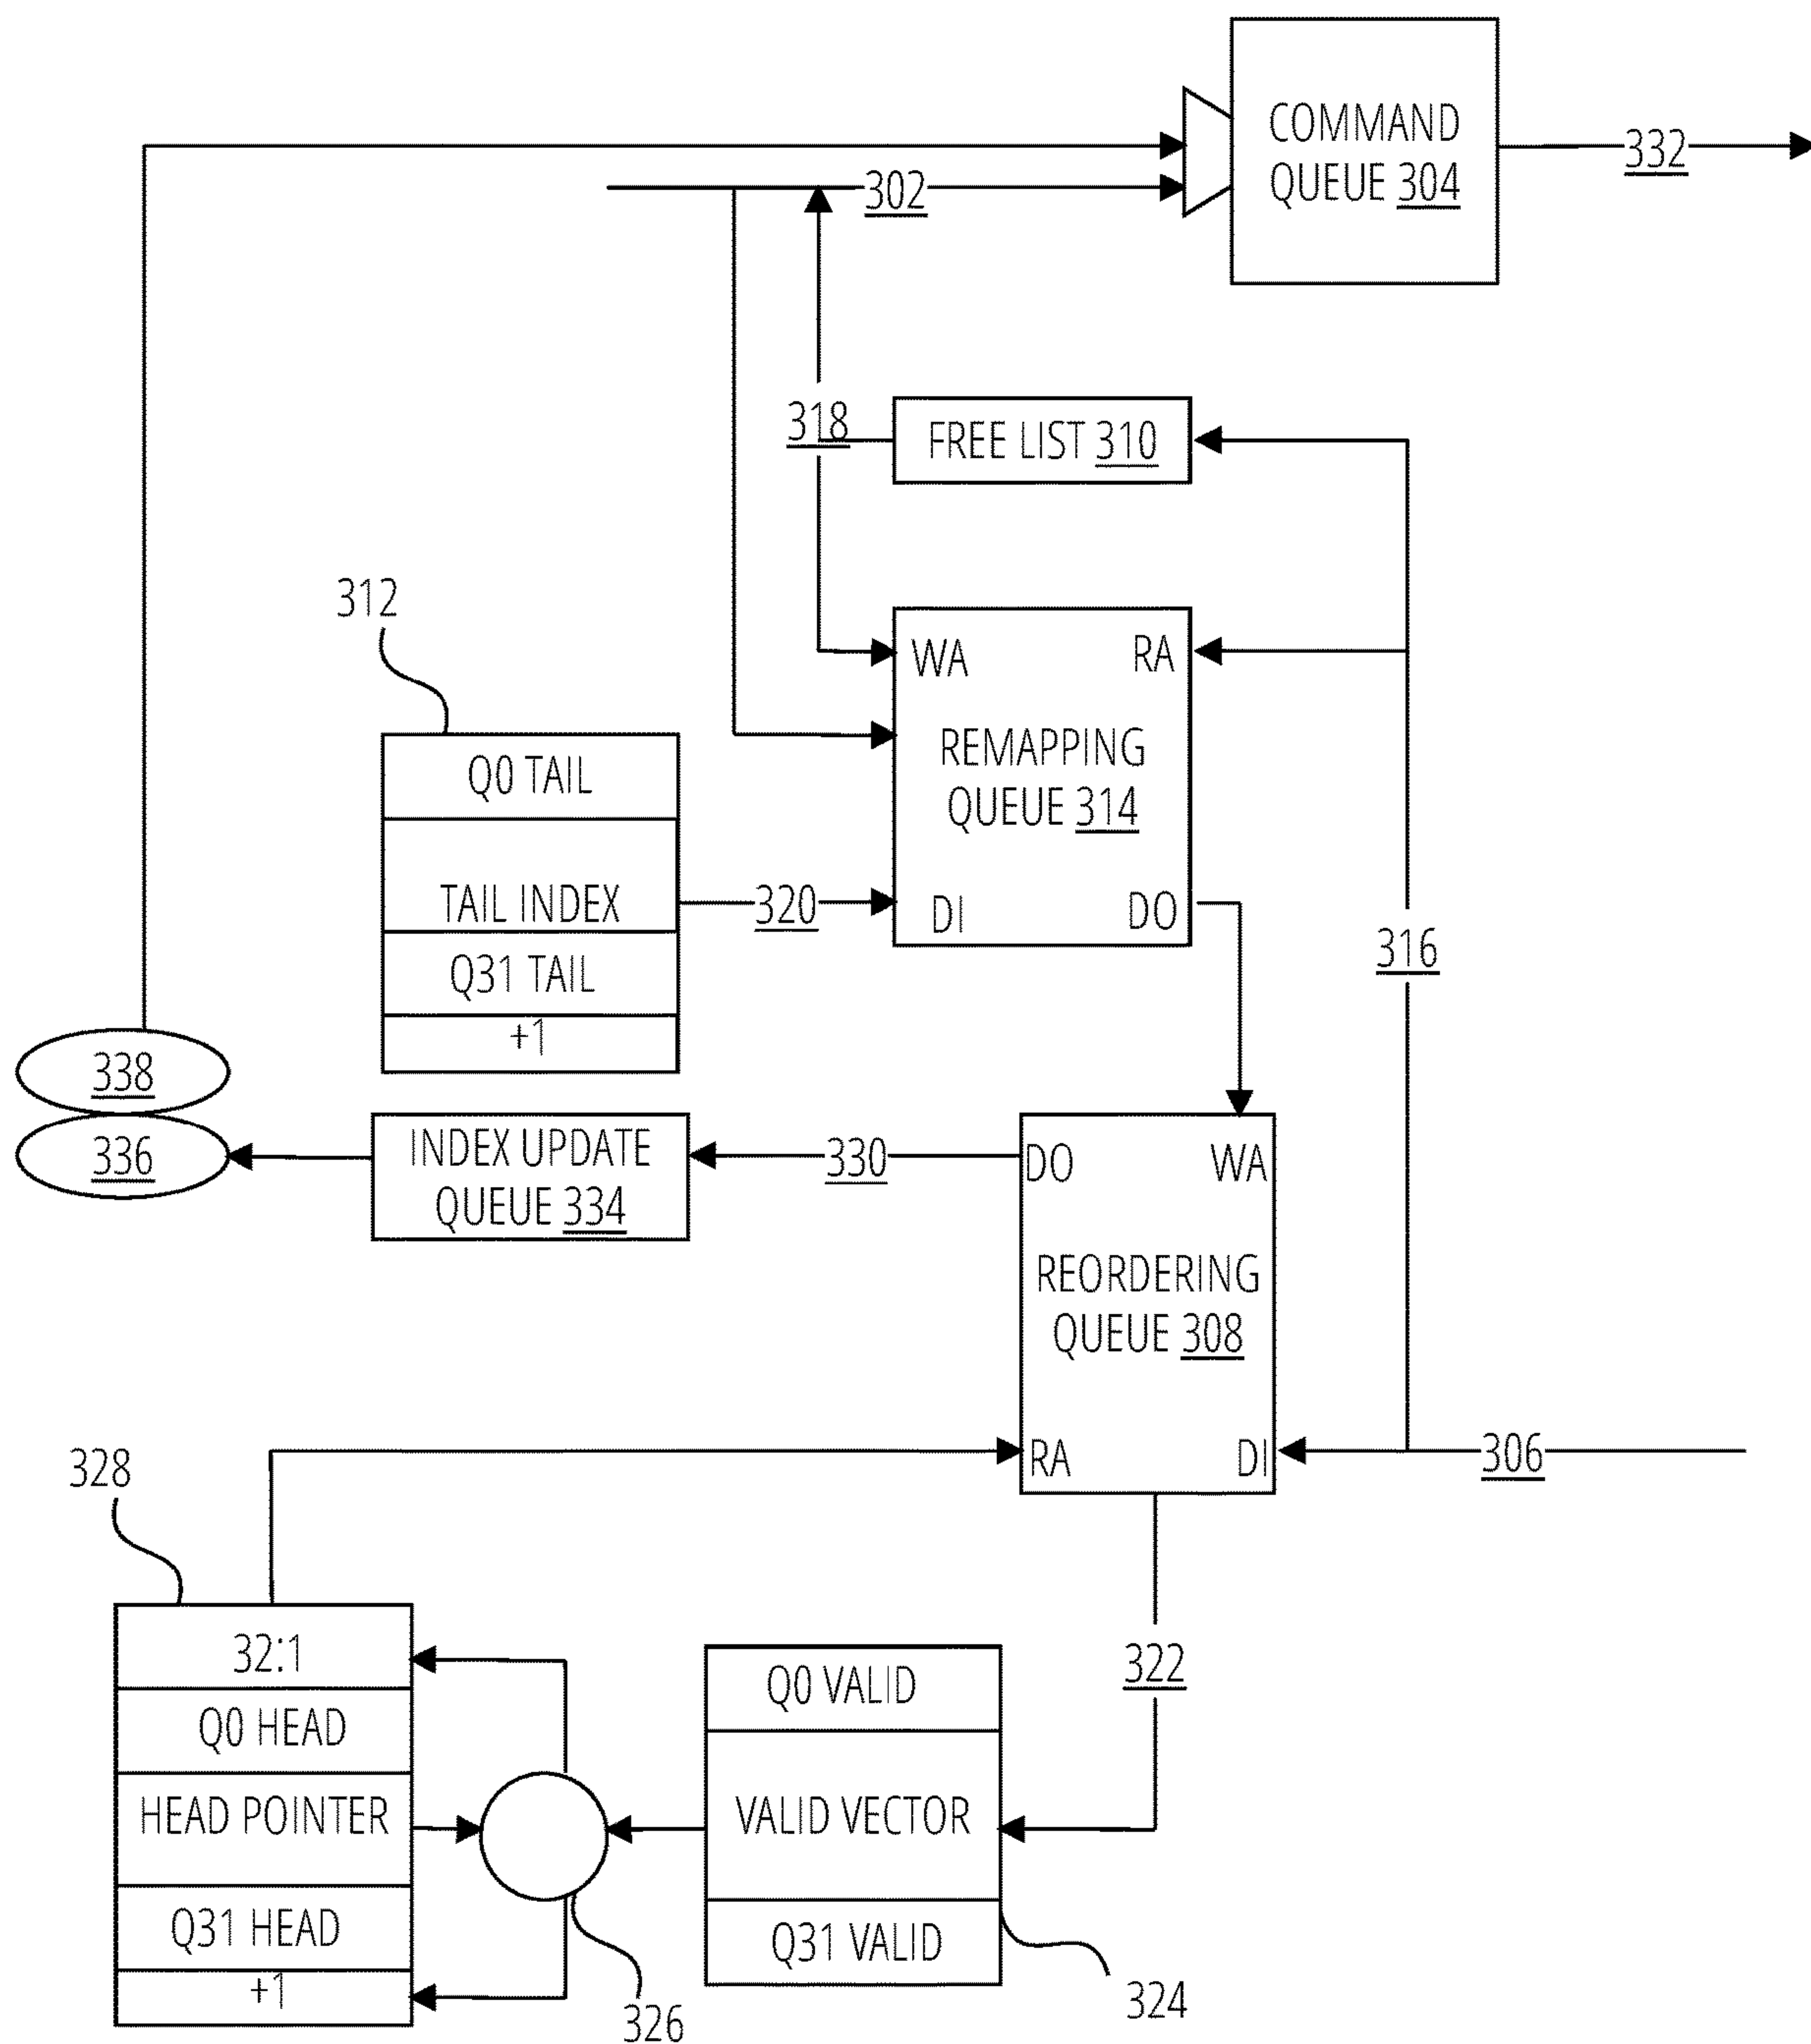 COMMAND
QUEUE 304
332
302
318
FREE LIST 310
312
WA
RA
REMAPPING
QUEUE 314
DI
DO
Q0 TAIL
TAIL INDEX
Q31 TAIL
+1
320
316
338
336
INDEX UPDATE
QUEUE 334
330
DO
WA
REORDERING
QUEUE 308
RA
DI
306
328
322
32:1
Q0 HEAD
HEAD POINTER
Q31 HEAD
+1
Q0 VALID
VALID VECTOR
Q31 VALID
326
324